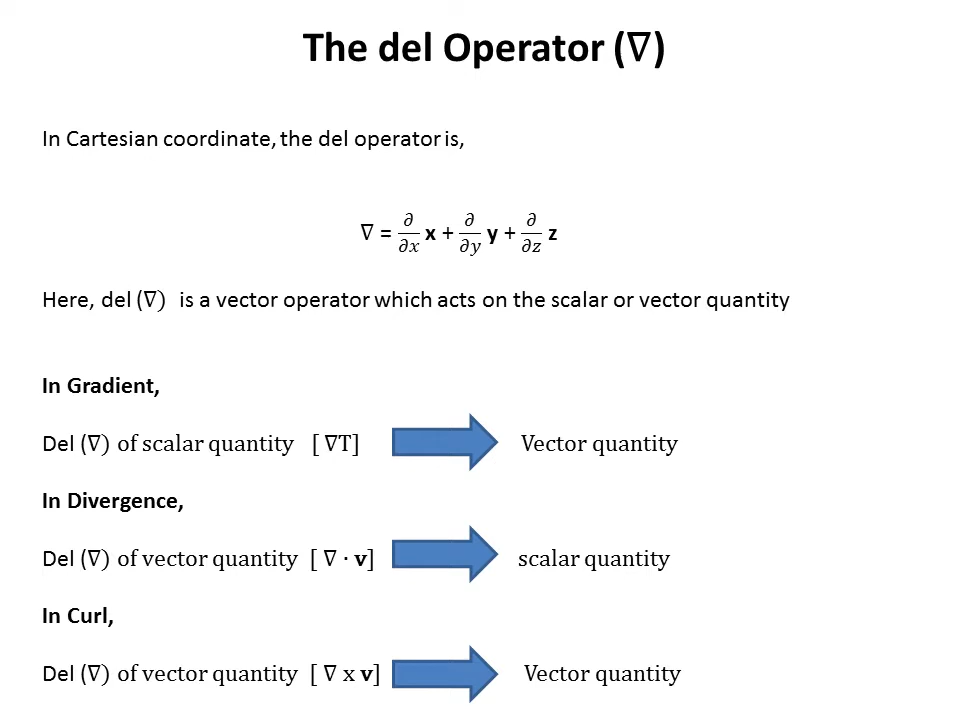 The del Operator (∇)
In Cartesian coordinate, the del operator is,
∇ = ∂/∂x x + ∂/∂y y + ∂/∂z z
Here, del (∇) is a vector operator which acts on the scalar or vector quantity
In Gradient,
Del (∇) of scalar quantity [ ∇T] Vector quantity
In Divergence,
Del (∇) of vector quantity [ ∇ · v] scalar quantity
In Curl,
Del (∇) of vector quantity [ ∇ x v] Vector quantity